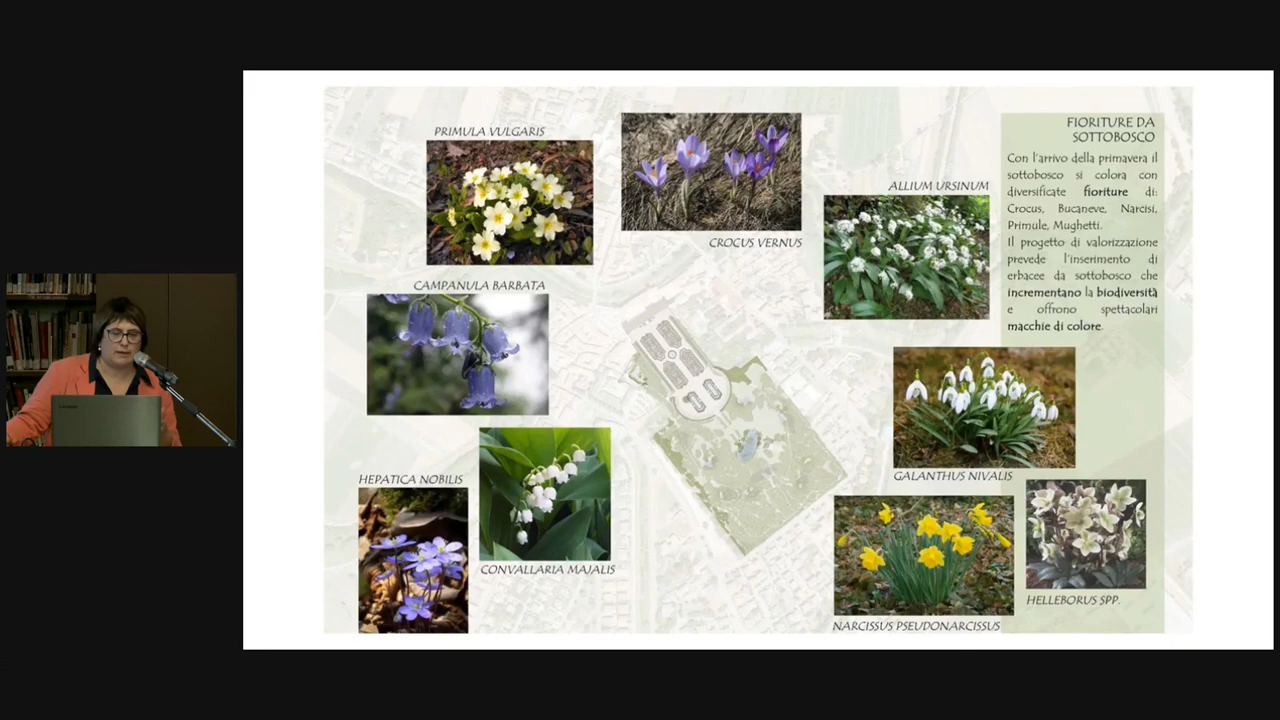 PRIMULA VULGARIS
CROCUS VERNUS
ALLIUM URSINUM
CAMPANULA BARBATA
HEPATICA NOBILIS
CONVALLARIA MAJALIS
GALANTHUS NIVALIS
NARCISSUS PSEUDONARCISSUS
HELLEBORUS SPP.
FIORITURE DA
SOTTOBOSCO
Con l'arrivo della primavera il
sottobosco si colora con
diversificate fioriture di:
Crocus, Bucaneve, Narcisi,
Primule, Mughetti.
Il progetto di valorizzazione
prevede l'inserimento di
erbacee da sottobosco che
incrementano la biodiversità
e offrono spettacolari
macchie di colore.